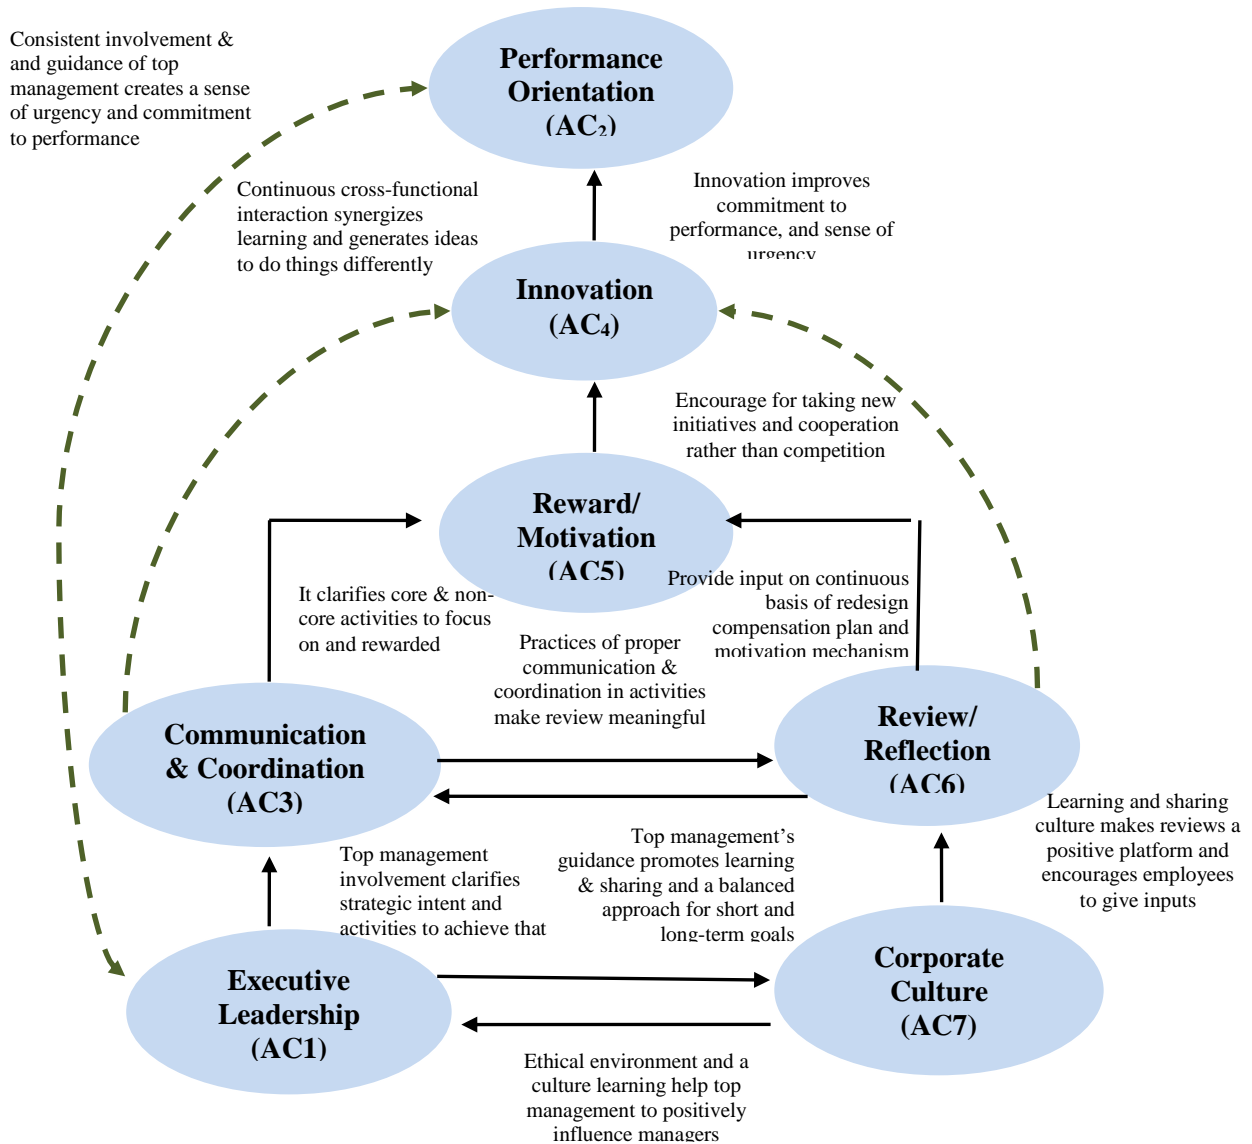 Consistent involvement &
and guidance of top
management creates a sense
of urgency and commitment
to performance
Performance
Orientation
(AC₂)
Continuous cross-functional
interaction synergizes
learning and generates ideas
to do things differently
Innovation improves
commitment to
performance, and sense of
urgency
Innovation
(AC₄)
Encourage for taking new
initiatives and cooperation
rather than competition
Reward/
Motivation
(AC5)
It clarifies core & non-
core activities to focus
on and rewarded
Provide input on continuous
basis of redesign
compensation plan and
motivation mechanism
Practices of proper
communication &
coordination in activities
make review meaningful
Communication
& Coordination
(AC3)
Review/
Reflection
(AC6)
Top management
involvement clarifies
strategic intent and
activities to achieve that
Top management’s
guidance promotes learning
& sharing and a balanced
approach for short and
long-term goals
Learning and sharing
culture makes reviews a
positive platform and
encourages employees
to give inputs
Executive
Leadership
(AC1)
Corporate
Culture
(AC7)
Ethical environment and a
culture learning help top
management to positively
influence managers